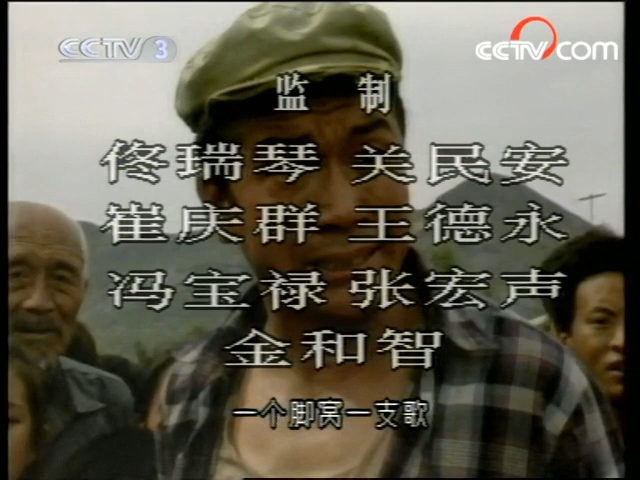 CCTV 3
CCTV.com
监 制
佟瑞琴 关民安
崔庆群 王德永
冯宝禄 张宏声
金和智
一个脚窝一支歌